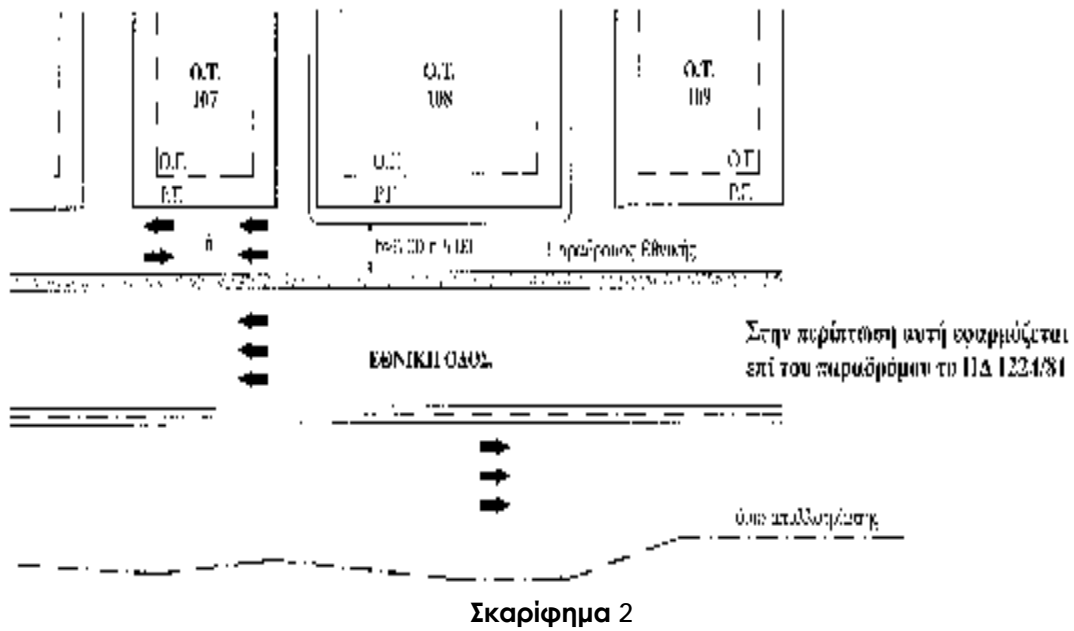 Ο.Τ.
107
Ο.Τ.
108
Ο.Τ.
109
Ο.Γ.
Ρ.Γ.
Ο.Γ.
Ρ.Γ.
Ο.Γ.
Ρ.Γ.
ή
Παράδρομος Εθνικής
ΕΘΝΙΚΗ ΟΔΟΣ
Στην περίπτωση αυτή εφαρμόζεται
επί του παραδρόμου το ΠΔ 1224/81
όριο απαλλοτρίωσης
Σκαρίφημα 2